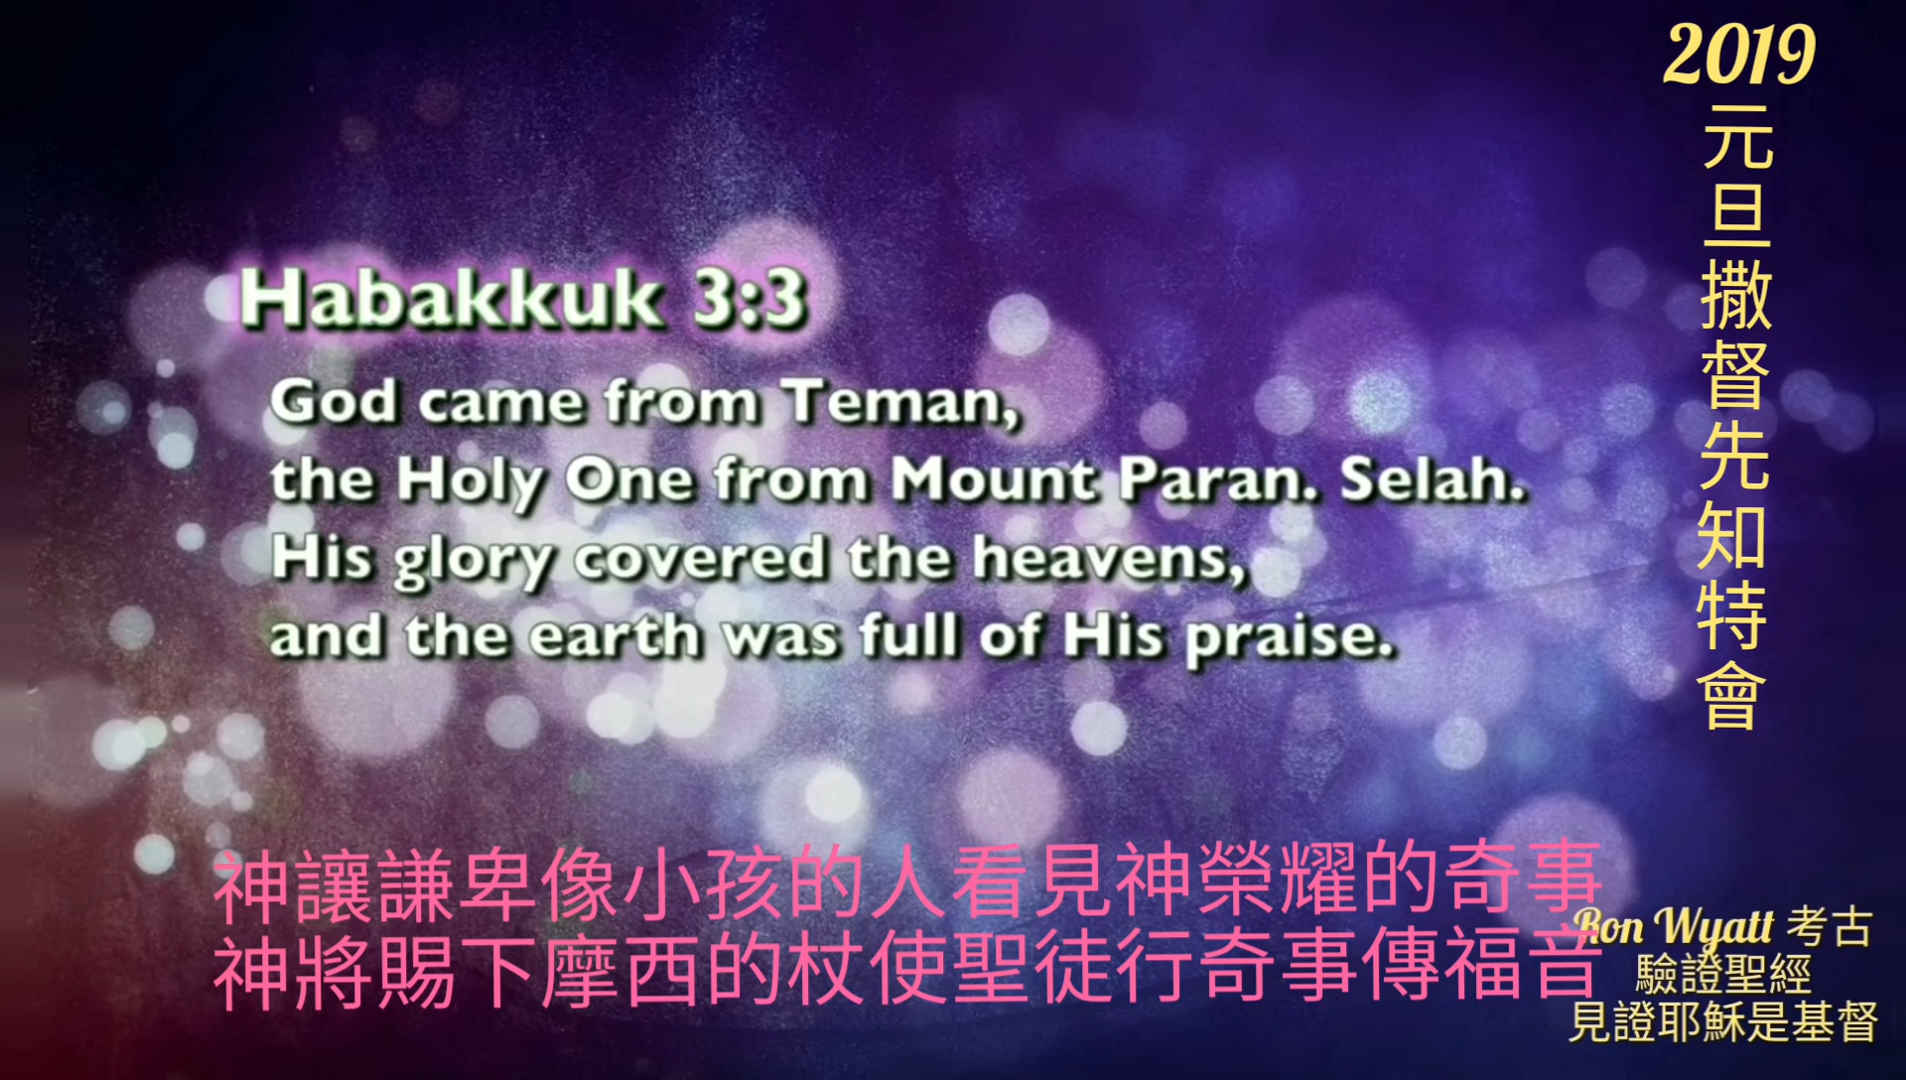 Habakkuk 3:3
God came from Teman,
the Holy One from Mount Paran. Selah.
His glory covered the heavens,
and the earth was full of His praise.
2019
元旦撒督先知特會
神讓謙卑像小孩的人看見神榮耀的奇事
神將賜下摩西的杖使聖徒行奇事傳福音
Ron Wyatt 考古
驗證聖經
見證耶穌是基督